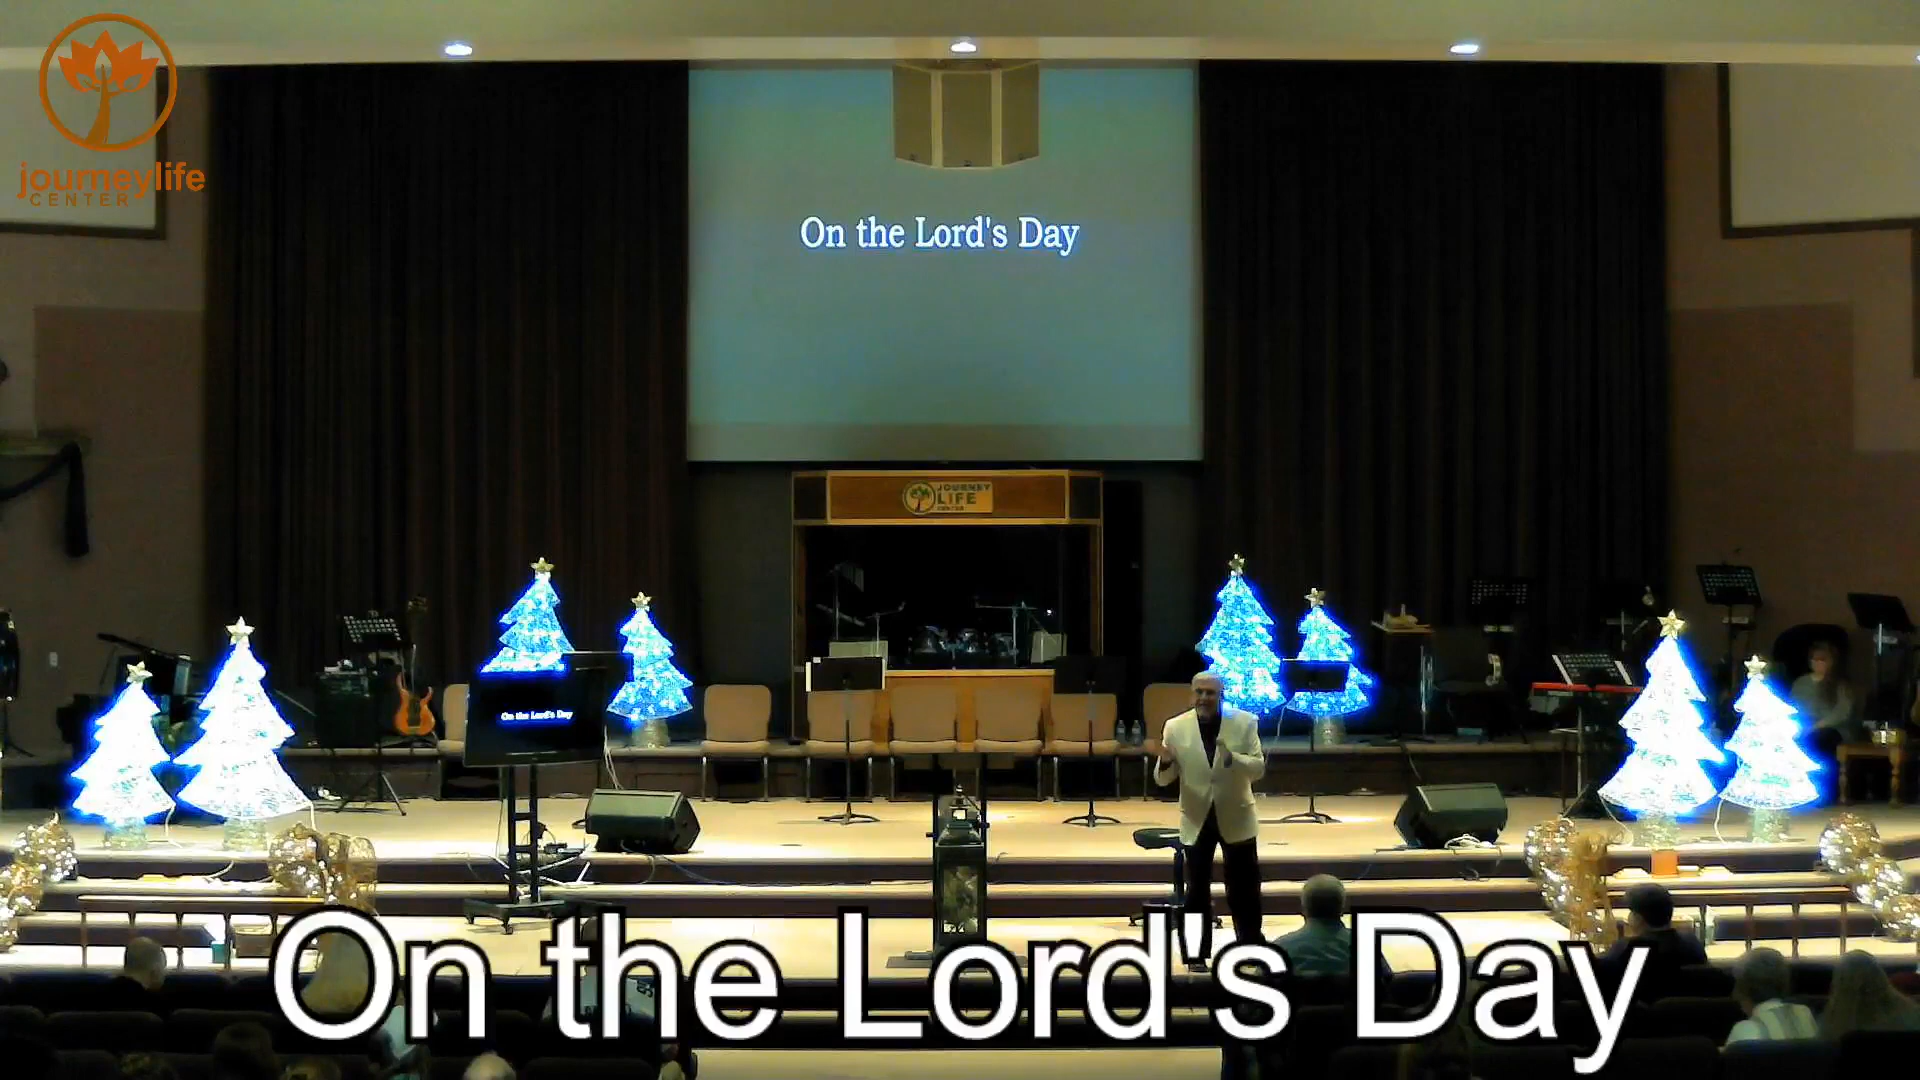 journeylife
CENTER
On the Lord's Day
JOURNEY
LIFE
CENTER
On the Lord's Day
On the Lord's Day